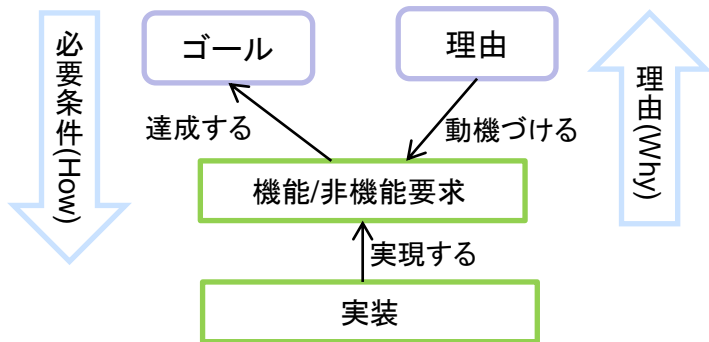 必要条件(How)
ゴール
理由
理由(Why)
達成する
動機づける
機能/非機能要求
実現する
実装